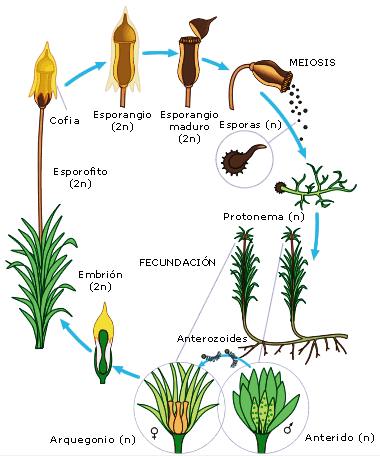 MEIOSIS
Cofia
Esporangio
(2n)
Esporangio
maduro
(2n)
Esporas (n)
Esporofito
(2n)
Protonema (n)
FECUNDACIÓN
Embrión
(2n)
Anterozoides
♀
♂
Arquegonio (n)
Anterido (n)